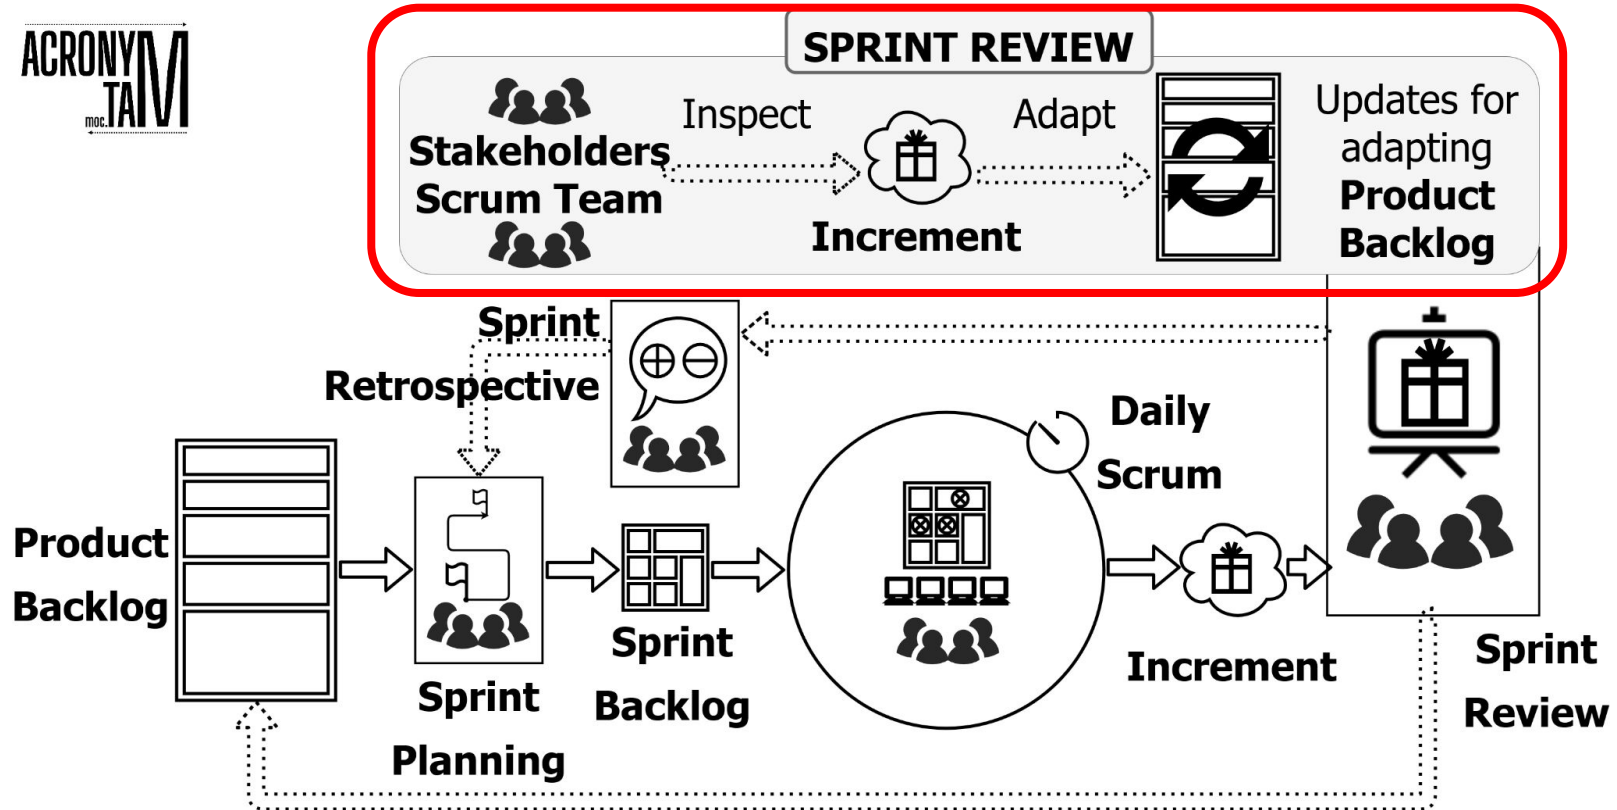 ACRONY
M
TA
moc.
SPRINT REVIEW
Stakeholders
Scrum Team
Inspect
Increment
Adapt
Updates for
adapting
Product
Backlog
Sprint
Retrospective
Daily
Scrum
Product
Backlog
Sprint
Planning
Sprint
Backlog
Increment
Sprint
Review